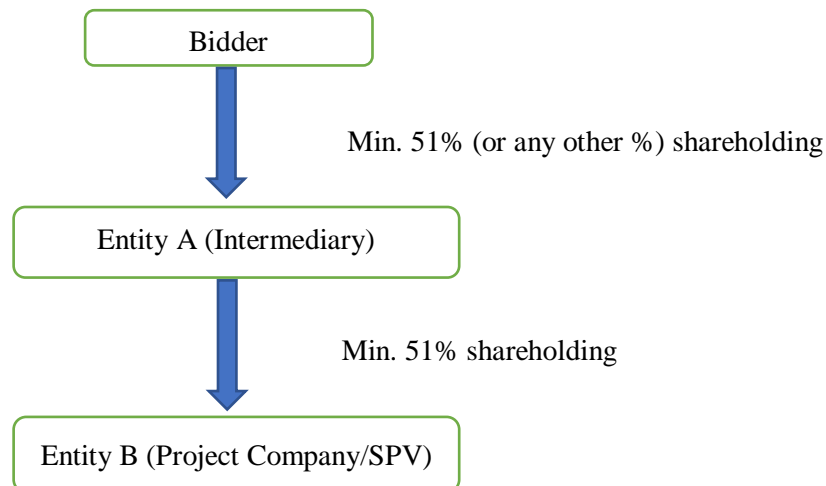 Bidder
Min. 51% (or any other %) shareholding
Entity A (Intermediary)
Min. 51% shareholding
Entity B (Project Company/SPV)